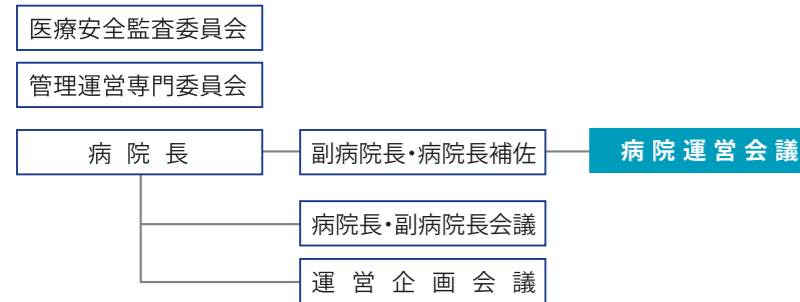 医療安全監査委員会
管理運営専門委員会
病院長
副病院長・病院長補佐
病院運営会議
病院長・副病院長会議
運営企画会議